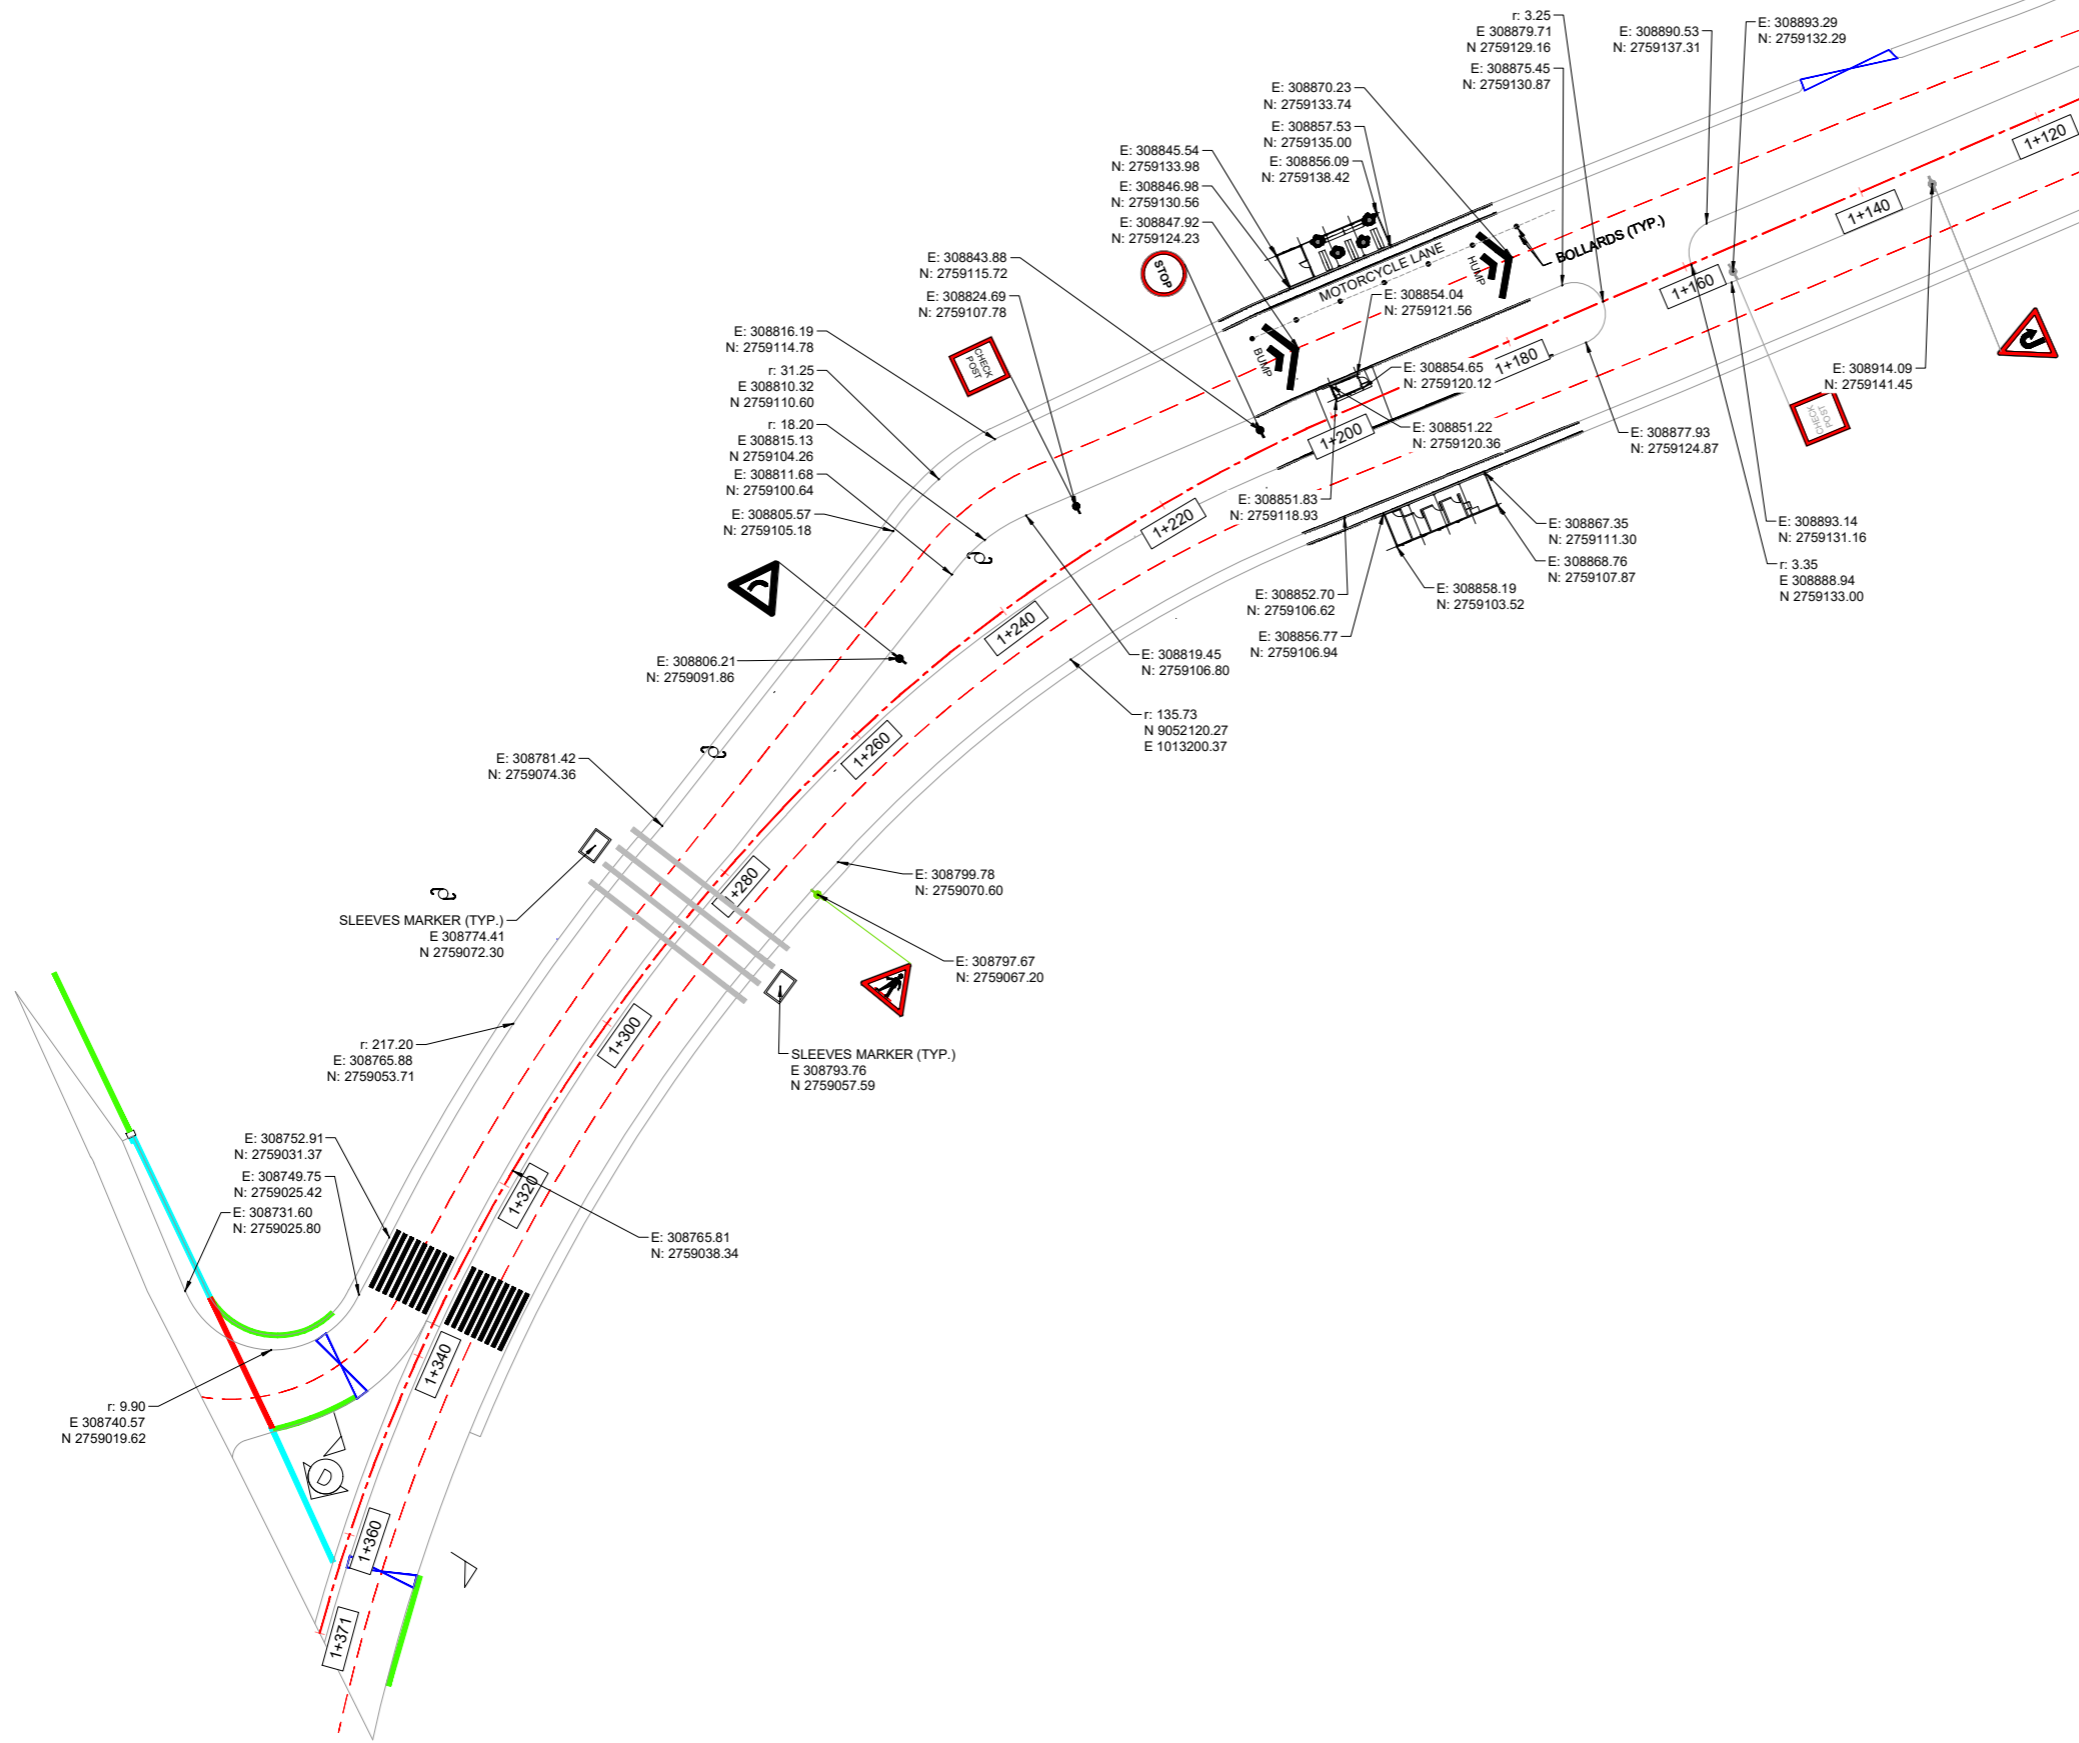 r: 3.25
E 308879.71
N 2759129.16
E: 308875.45
N: 2759130.87
E: 308890.53
N: 2759137.31
E: 308893.29
N: 2759132.29
E: 308870.23
N: 2759133.74
E: 308857.53
N: 2759135.00
E: 308856.09
N: 2759138.42
E: 308845.54
N: 2759133.98
E: 308846.98
N: 2759130.56
E: 308847.92
N: 2759124.23
1+120
1+140
1+160
BOLLARDS (TYP.)
MOTORCYCLE LANE
HUMP
BUMP
STOP
E: 308843.88
N: 2759115.72
E: 308824.69
N: 2759107.78
CHECK
POST
E: 308854.04
N: 2759121.56
E: 308854.65
N: 2759120.12
1+180
E: 308851.22
N: 2759120.36
1+200
E: 308816.19
N: 2759114.78
r: 31.25
E 308810.32
N 2759110.60
r: 18.20
E 308815.13
N 2759104.26
E: 308811.68
N: 2759100.64
E: 308805.57
N: 2759105.18
E: 308914.09
N: 2759141.45
CHECK
POST
E: 308877.93
N: 2759124.87
E: 308851.83
N: 2759118.93
1+220
E: 308867.35
N: 2759111.30
E: 308868.76
N: 2759107.87
E: 308893.14
N: 2759131.16
r: 3.35
E 308888.94
N 2759133.00
E: 308858.19
N: 2759103.52
E: 308852.70
N: 2759106.62
E: 308856.77
N: 2759106.94
1+240
E: 308806.21
N: 2759091.86
E: 308819.45
N: 2759106.80
r: 135.73
N 9052120.27
E 1013200.37
1+260
E: 308781.42
N: 2759074.36
1+280
E: 308799.78
N: 2759070.60
SLEEVES MARKER (TYP.)
E 308774.41
N 2759072.30
E: 308797.67
N: 2759067.20
1+300
r: 217.20
E: 308765.88
N: 2759053.71
SLEEVES MARKER (TYP.)
E 308793.76
N 2759057.59
E: 308752.91
N: 2759031.37
E: 308749.75
N: 2759025.42
E: 308731.60
N: 2759025.80
1+320
E: 308765.81
N: 2759038.34
1+340
r: 9.90
E 308740.57
N 2759019.62
D
1+360
1+371